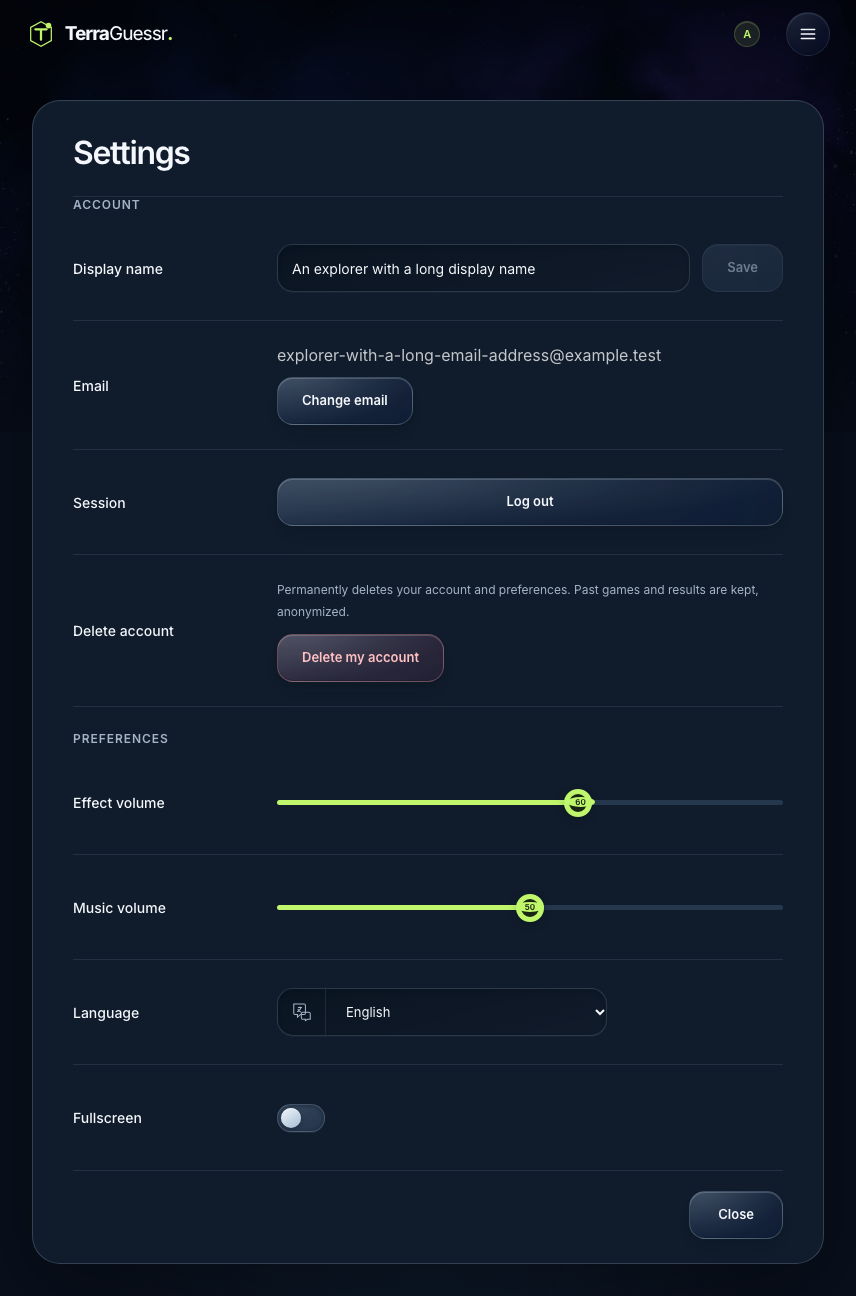 TerraGuessr.
A
Settings
ACCOUNT
Display name
An explorer with a long display name
Save
Email
explorer-with-a-long-email-address@example.test
Change email
Session
Log out
Delete account
Permanently deletes your account and preferences. Past games and results are kept,
anonymized.
Delete my account
PREFERENCES
Effect volume
60
Music volume
50
Language
English
Fullscreen
Close